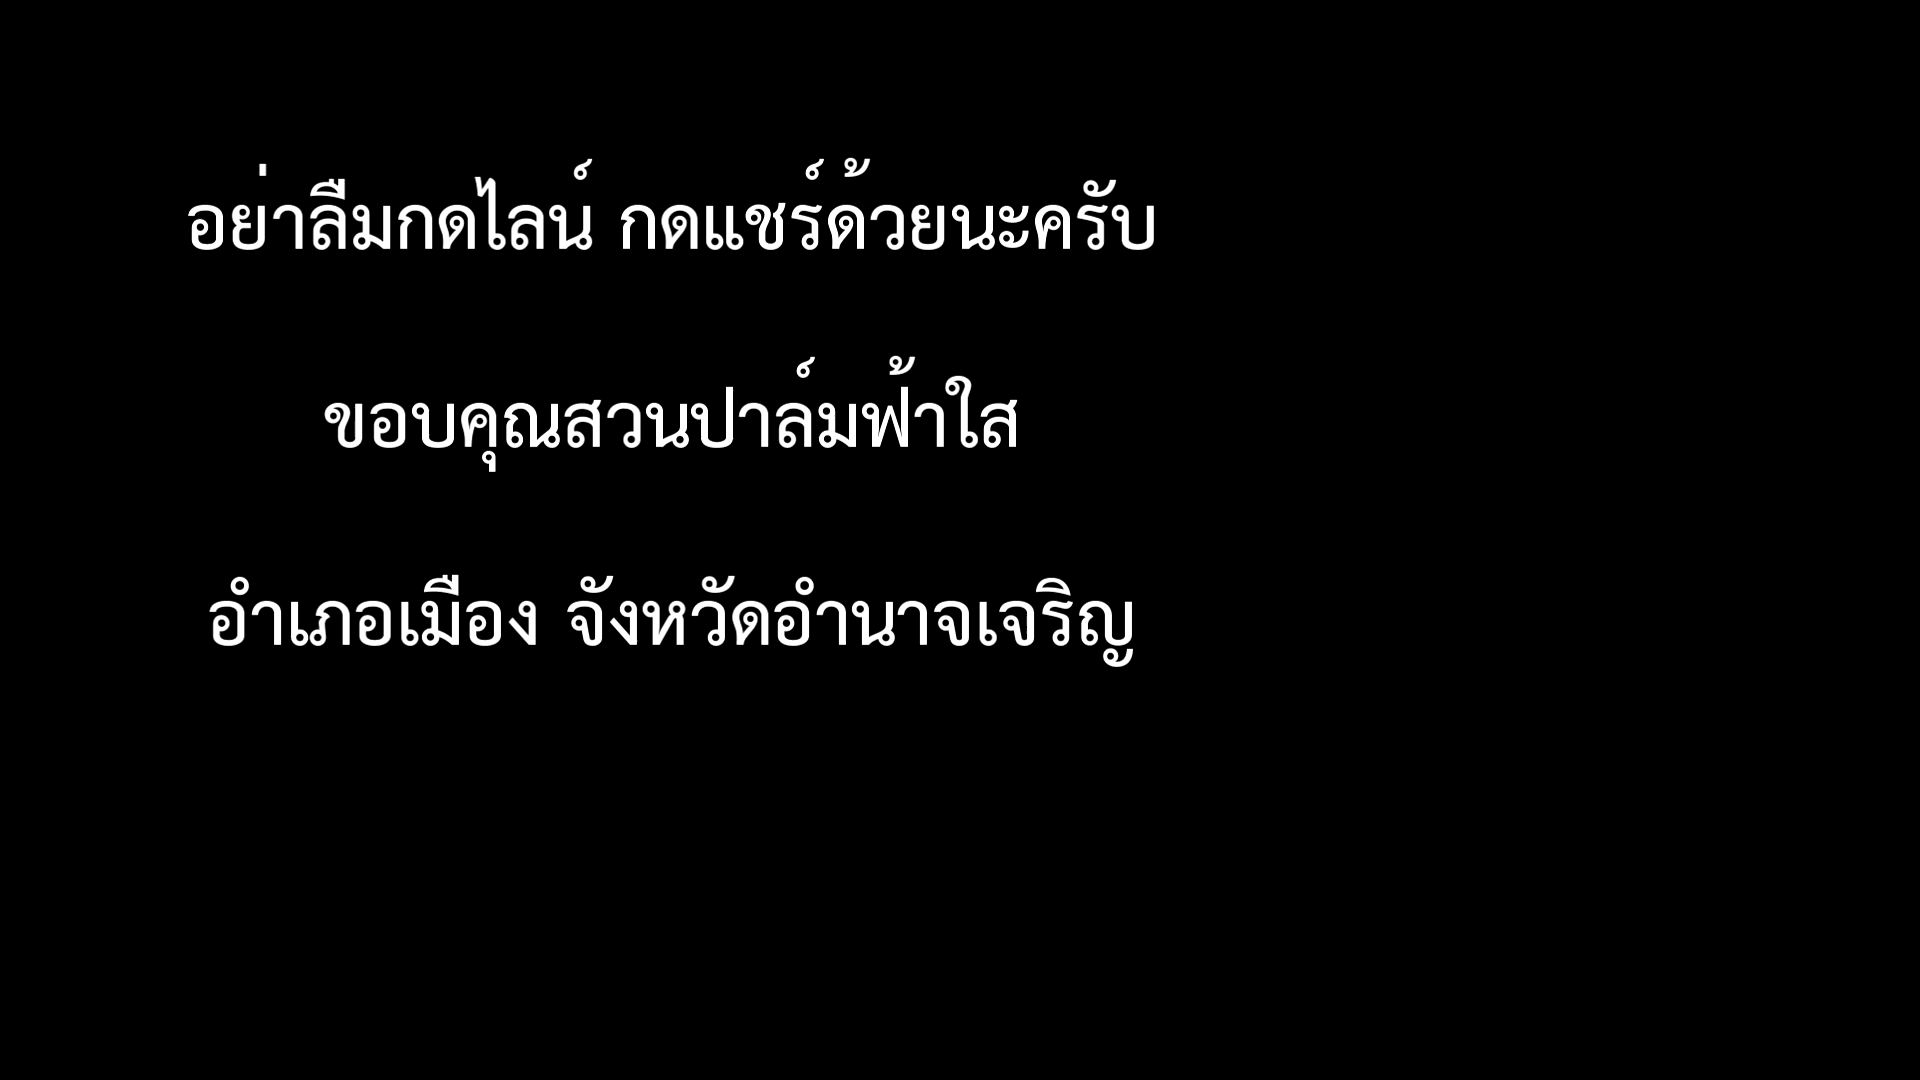 อย่าลืมกดไลน์ กดแชร์ด้วยนะครับ
ขอบคุณสวนปาล์มฟ้าใส
อำเภอเมือง จังหวัดอำนาจเจริญ